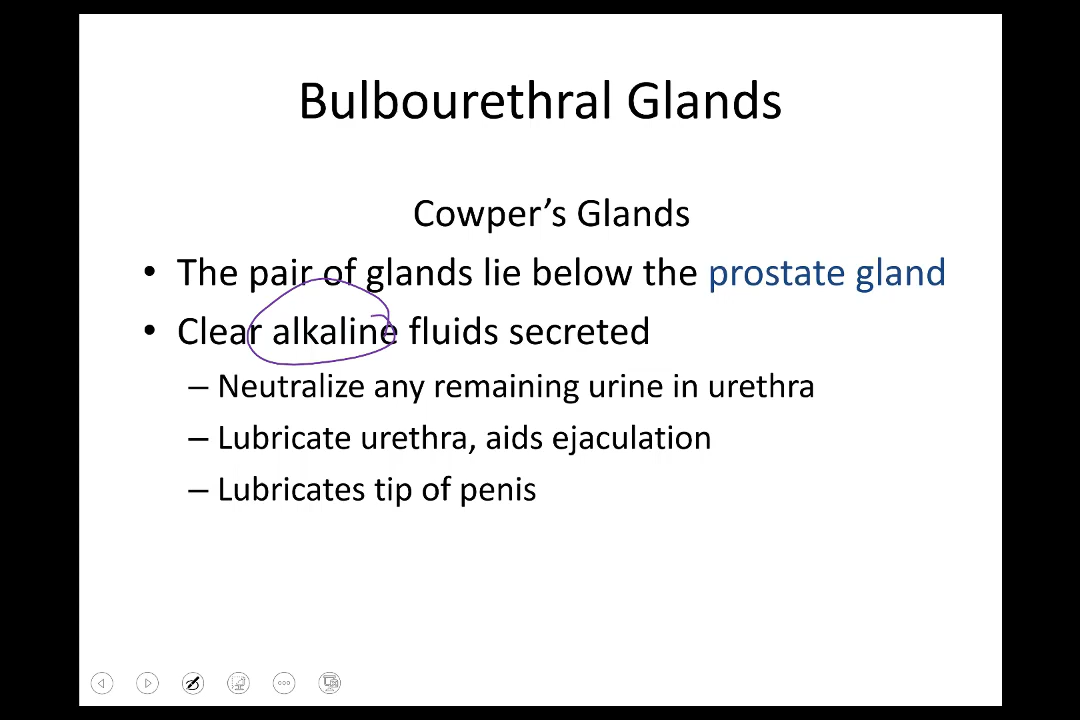 Bulbourethral Glands
Cowper’s Glands
• The pair of glands lie below the prostate gland
• Clear alkaline fluids secreted
– Neutralize any remaining urine in urethra
– Lubricate urethra, aids ejaculation
– Lubricates tip of penis